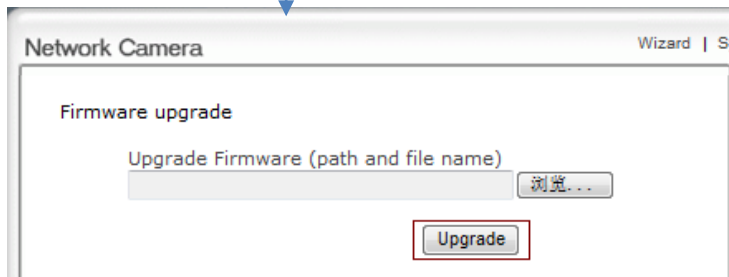 Network Camera
Wizard | S
Firmware upgrade
Upgrade Firmware (path and file name)
浏览...
Upgrade